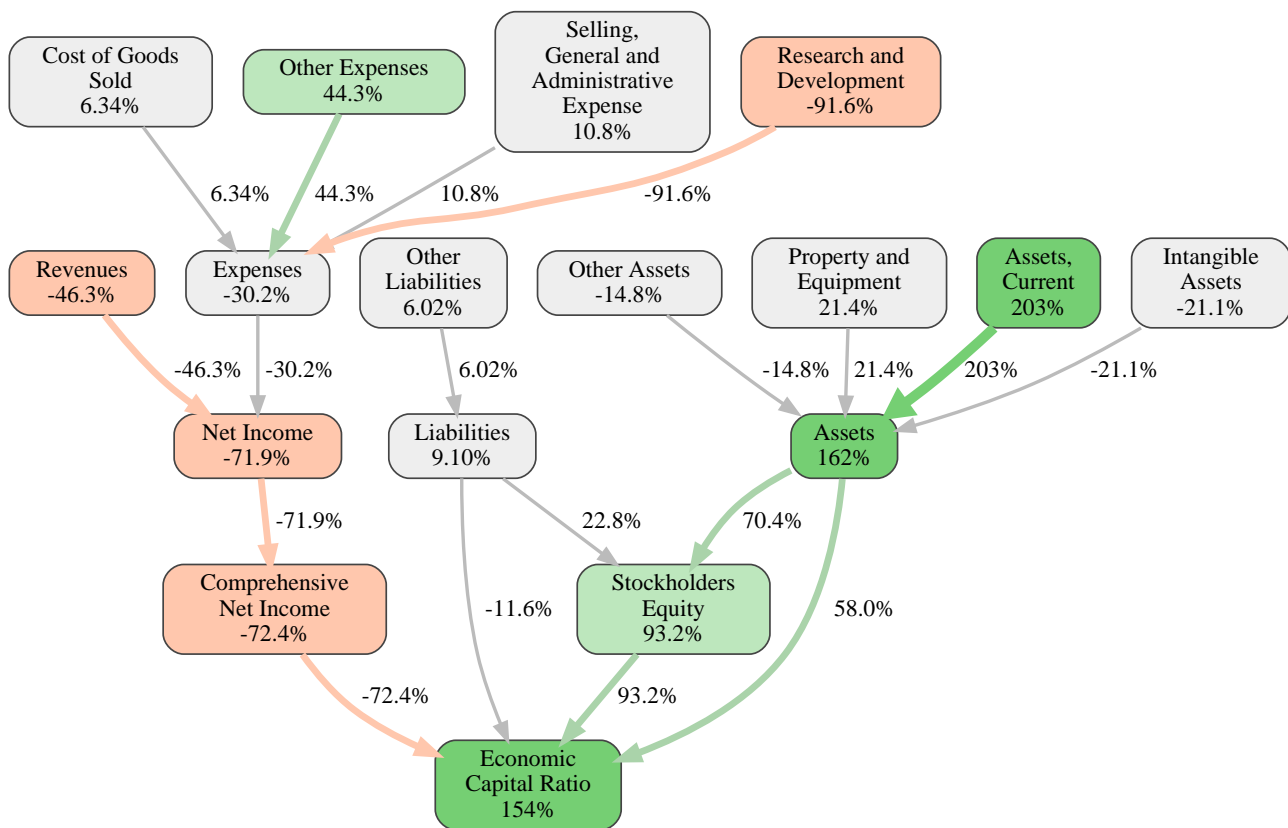 Cost of Goods
Sold
6.34%
Other Expenses
44.3%
Selling,
General and
Administrative
Expense
10.8%
Research and
Development
-91.6%
6.34%
44.3%
10.8%
-91.6%
Revenues
-46.3%
Expenses
-30.2%
Other
Liabilities
6.02%
Other Assets
-14.8%
Property and
Equipment
21.4%
Assets,
Current
203%
Intangible
Assets
-21.1%
-46.3%
-30.2%
6.02%
-14.8%
21.4%
203%
-21.1%
Net Income
-71.9%
Liabilities
9.10%
Assets
162%
-71.9%
22.8%
70.4%
Comprehensive
Net Income
-72.4%
-11.6%
Stockholders
Equity
93.2%
58.0%
-72.4%
93.2%
Economic
Capital Ratio
154%